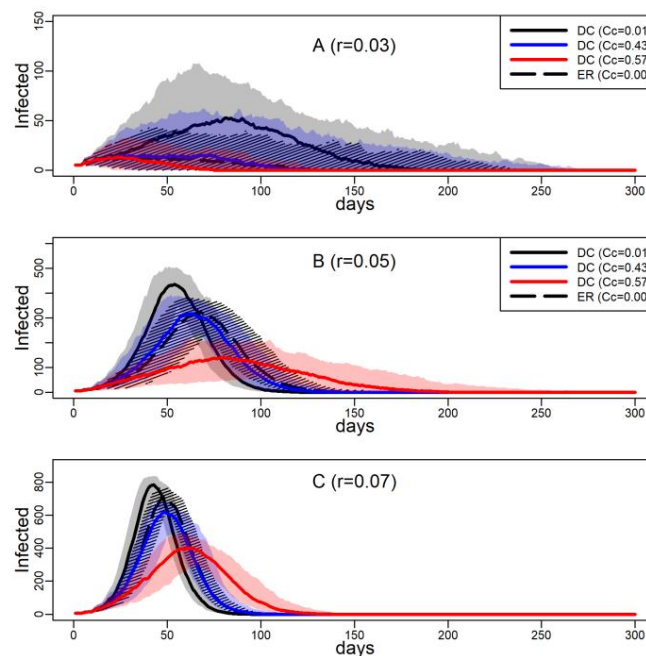 A (r=0.03)
DC (Cc=0.01
DC (Cc=0.43
DC (Cc=0.57
ER (Cc=0.00
Infected
150
100
50
0
0 50 100 150 200 250 300
days
B (r=0.05)
DC (Cc=0.01
DC (Cc=0.43
DC (Cc=0.57
ER (Cc=0.00
Infected
500
300
100
0
0 50 100 150 200 250 300
days
C (r=0.07)
Infected
800
600
400
200
0
0 50 100 150 200 250 300
days